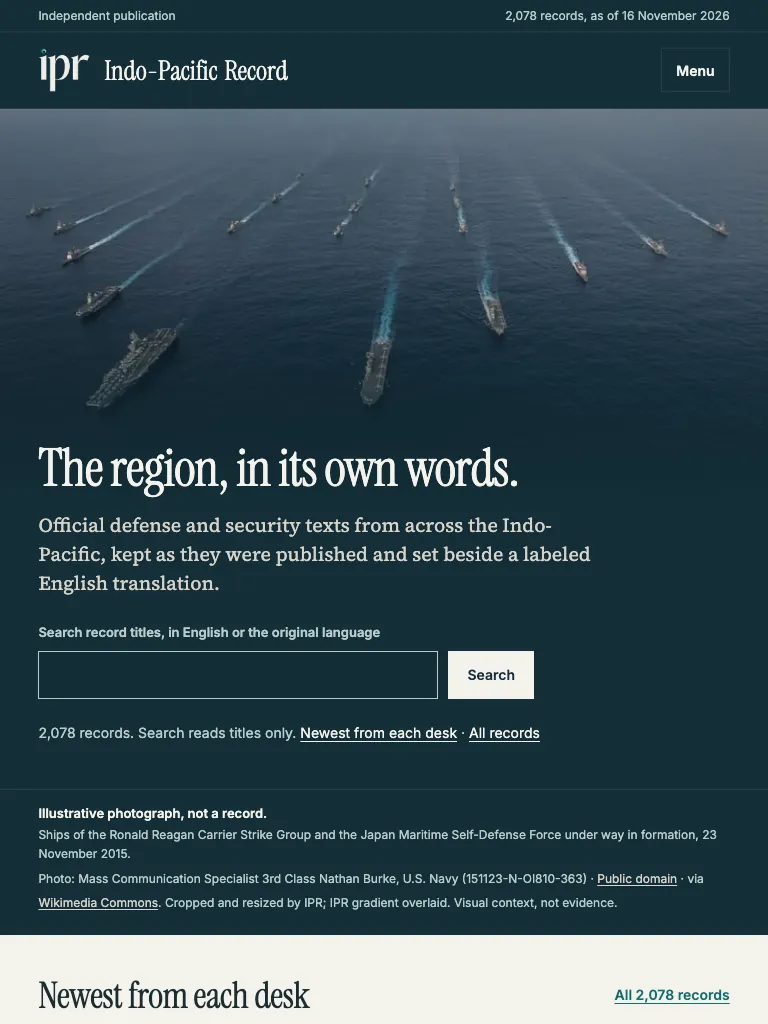 Independent publication
2,078 records, as of 16 November 2026
ipr Indo-Pacific Record
Menu
The region, in its own words.
Official defense and security texts from across the Indo-
Pacific, kept as they were published and set beside a labeled
English translation.
Search record titles, in English or the original language
Search
2,078 records. Search reads titles only. Newest from each desk · All records
Illustrative photograph, not a record.
Ships of the Ronald Reagan Carrier Strike Group and the Japan Maritime Self-Defense Force under way in formation, 23
November 2015.
Photo: Mass Communication Specialist 3rd Class Nathan Burke, U.S. Navy (151123-N-OI810-363) · Public domain · via
Wikimedia Commons. Cropped and resized by IPR; IPR gradient overlaid. Visual context, not evidence.
Newest from each desk
All 2,078 records